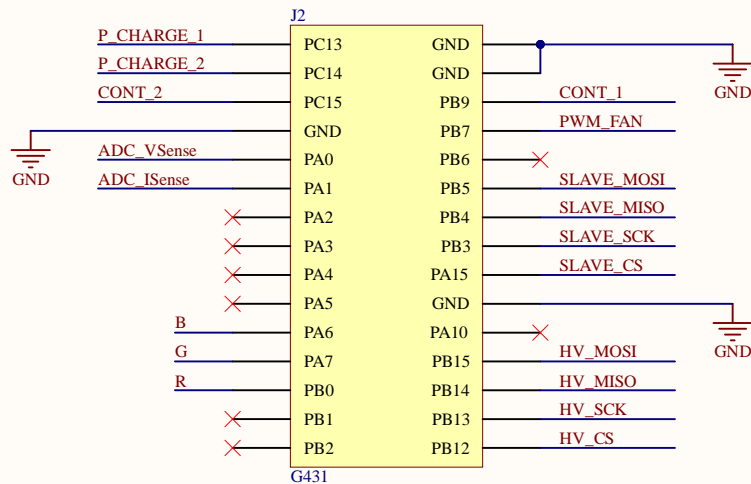 J2
P_CHARGE_1 PC13 GND
P_CHARGE_2 PC14 GND GND
CONT_2 PC15 PB9 CONT_1
GND PB7 PWM_FAN
GND ADC_VSense PA0 PB6
ADC_ISense PA1 PB5 SLAVE_MOSI
PA2 PB4 SLAVE_MISO
PA3 PB3 SLAVE_SCK
PA4 PA15 SLAVE_CS
PA5 GND
B PA6 PA10 GND
G PA7 PB15 HV_MOSI
R PB0 PB14 HV_MISO
PB1 PB13 HV_SCK
PB2 PB12 HV_CS
G431